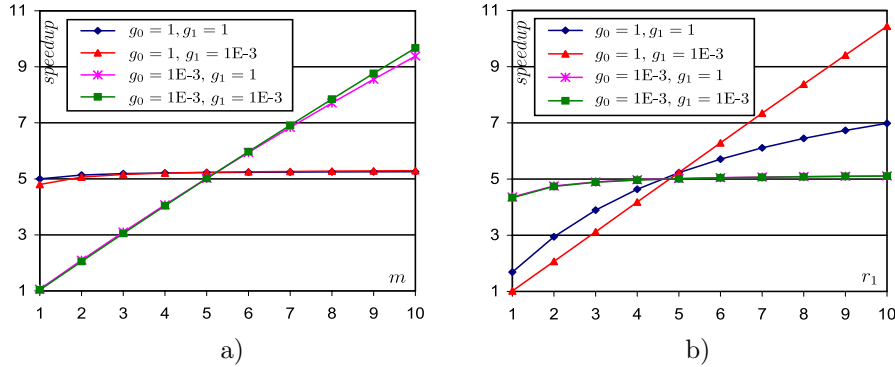 11
9
7
5
3
1
speedup
g₀ = 1, g₁ = 1
g₀ = 1, g₁ = 1E-3
g₀ = 1E-3, g₁ = 1
g₀ = 1E-3, g₁ = 1E-3
m
1 2 3 4 5 6 7 8 9 10
a)
11
9
7
5
3
1
speedup
g₀ = 1, g₁ = 1
g₀ = 1, g₁ = 1E-3
g₀ = 1E-3, g₁ = 1
g₀ = 1E-3, g₁ = 1E-3
r₁
1 2 3 4 5 6 7 8 9 10
b)